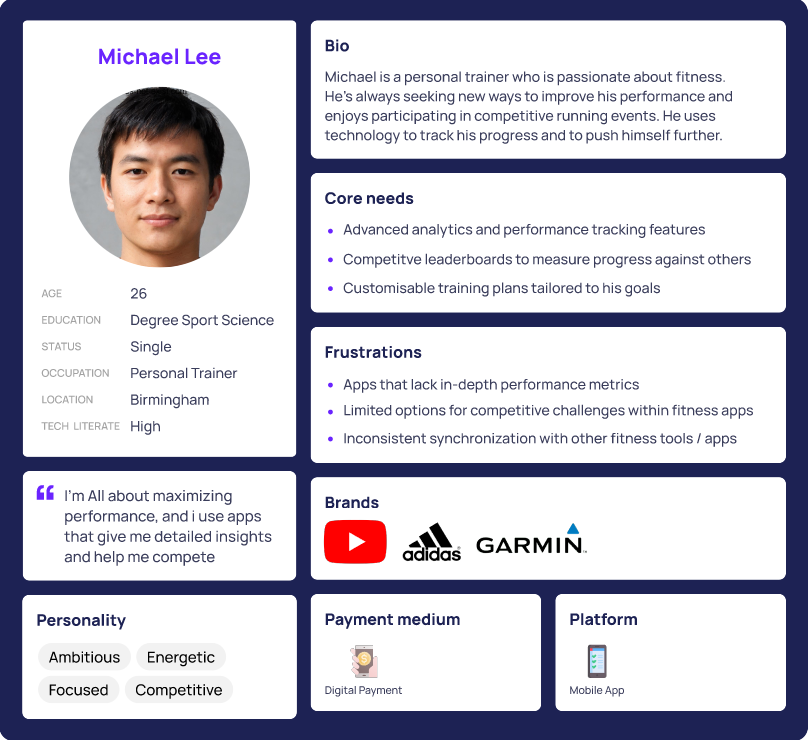 Michael Lee
AGE 26
EDUCATION Degree Sport Science
STATUS Single
OCCUPATION Personal Trainer
LOCATION Birmingham
TECH LITERATE High
“ I'm All about maximizing
performance, and i use apps
that give me detailed insights
and help me compete
Personality
Ambitious Energetic
Focused Competitive
Bio
Michael is a personal trainer who is passionate about fitness.
He's always seeking new ways to improve his performance and
enjoys participating in competitive running events. He uses
technology to track his progress and to push himself further.
Core needs
• Advanced analytics and performance tracking features
• Competitve leaderboards to measure progress against others
• Customisable training plans tailored to his goals
Frustrations
• Apps that lack in-depth performance metrics
• Limited options for competitive challenges within fitness apps
• Inconsistent synchronization with other fitness tools / apps
Brands
adidas GARMIN
Payment medium
Digital Payment
Platform
Mobile App